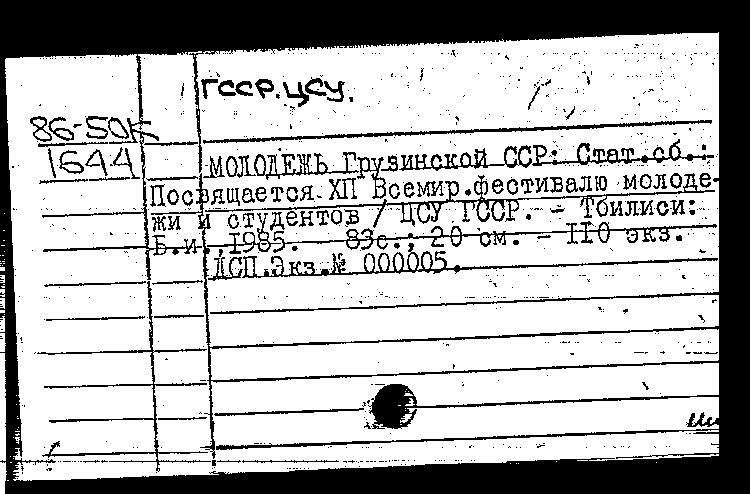 ГССР.ЦСУ.
86-50К
1644
МОЛОДЕЖЬ Грузинской ССР: Стат.сб.:
Посвящается XII Всемир.фестивалю молоде-
жи и студентов / ЦСУ ГССР. - Тбилиси:
Б.и., 1985. - 83с.; 20 см. - 110 экз.
ДСП.Экз.№ 000005.